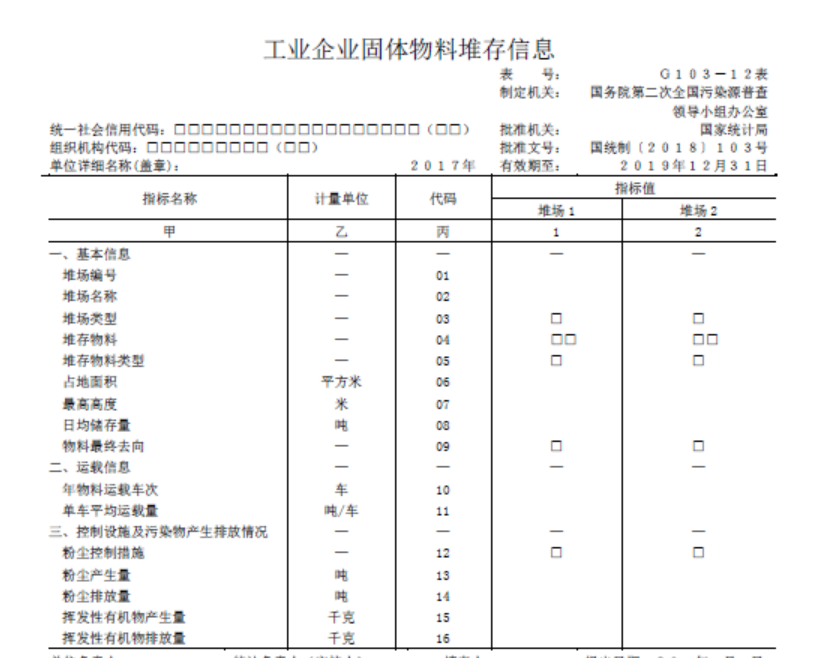 工业企业固体物料堆存信息
表 号： G103－12表
制定机关： 国务院第二次全国污染源普查
领导小组办公室
统一社会信用代码：□□□□□□□□□□□□□□□□□□（□□） 批准机关： 国家统计局
组织机构代码：□□□□□□□□□（□□） 批准文号： 国统制〔2018〕103号
单位详细名称(盖章)： 2017年 有效期至： 2019年12月31日
指标名称 计量单位 代码 指标值
堆场1 堆场2
甲 乙 丙 1 2
一、基本信息 — — — —
堆场编号 — 01
堆场名称 — 02
堆场类型 — 03 □ □
堆存物料 — 04 □□ □□
堆存物料类型 — 05 □ □
占地面积 平方米 06
最高高度 米 07
日均储存量 吨 08
物料最终去向 — 09 □ □
二、运载信息 — — — —
年物料运载车次 车 10
单车平均运载量 吨/车 11
三、控制设施及污染物产生排放情况 — — — —
粉尘控制措施 — 12 □ □
粉尘产生量 吨 13
粉尘排放量 吨 14
挥发性有机物产生量 千克 15
挥发性有机物排放量 千克 16